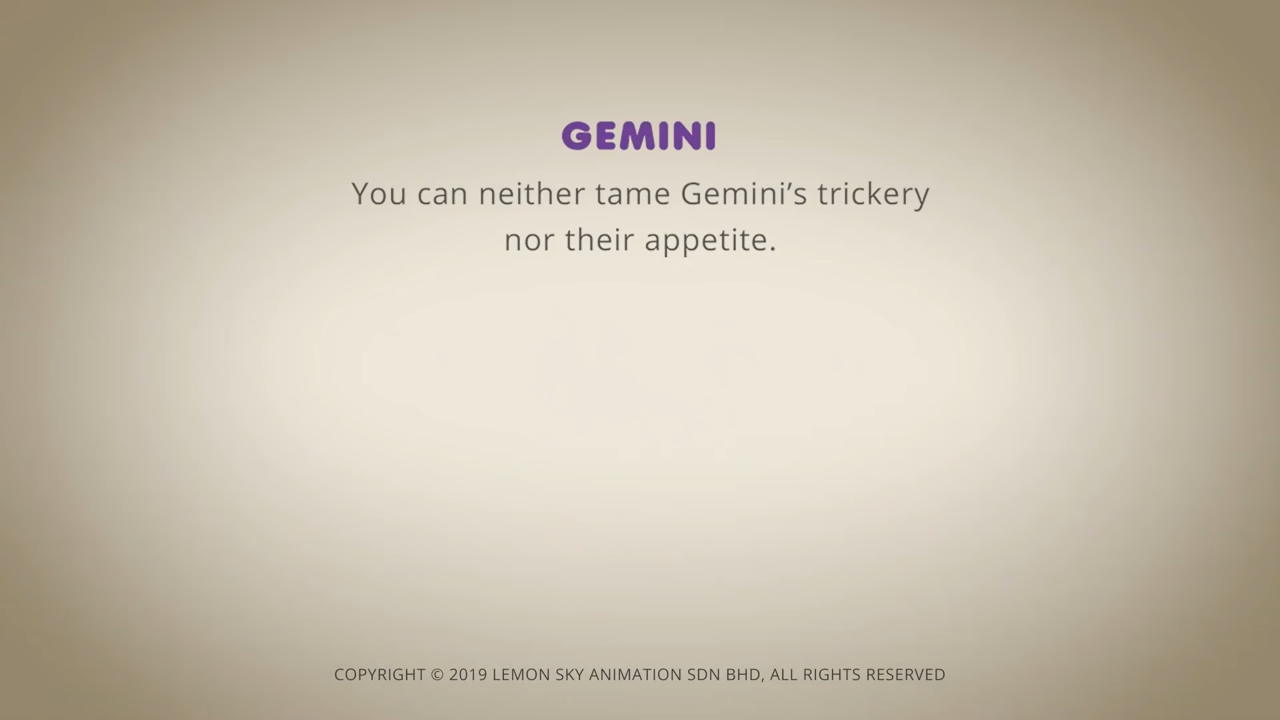 GEMINI
You can neither tame Gemini’s trickery
nor their appetite.
COPYRIGHT © 2019 LEMON SKY ANIMATION SDN BHD, ALL RIGHTS RESERVED